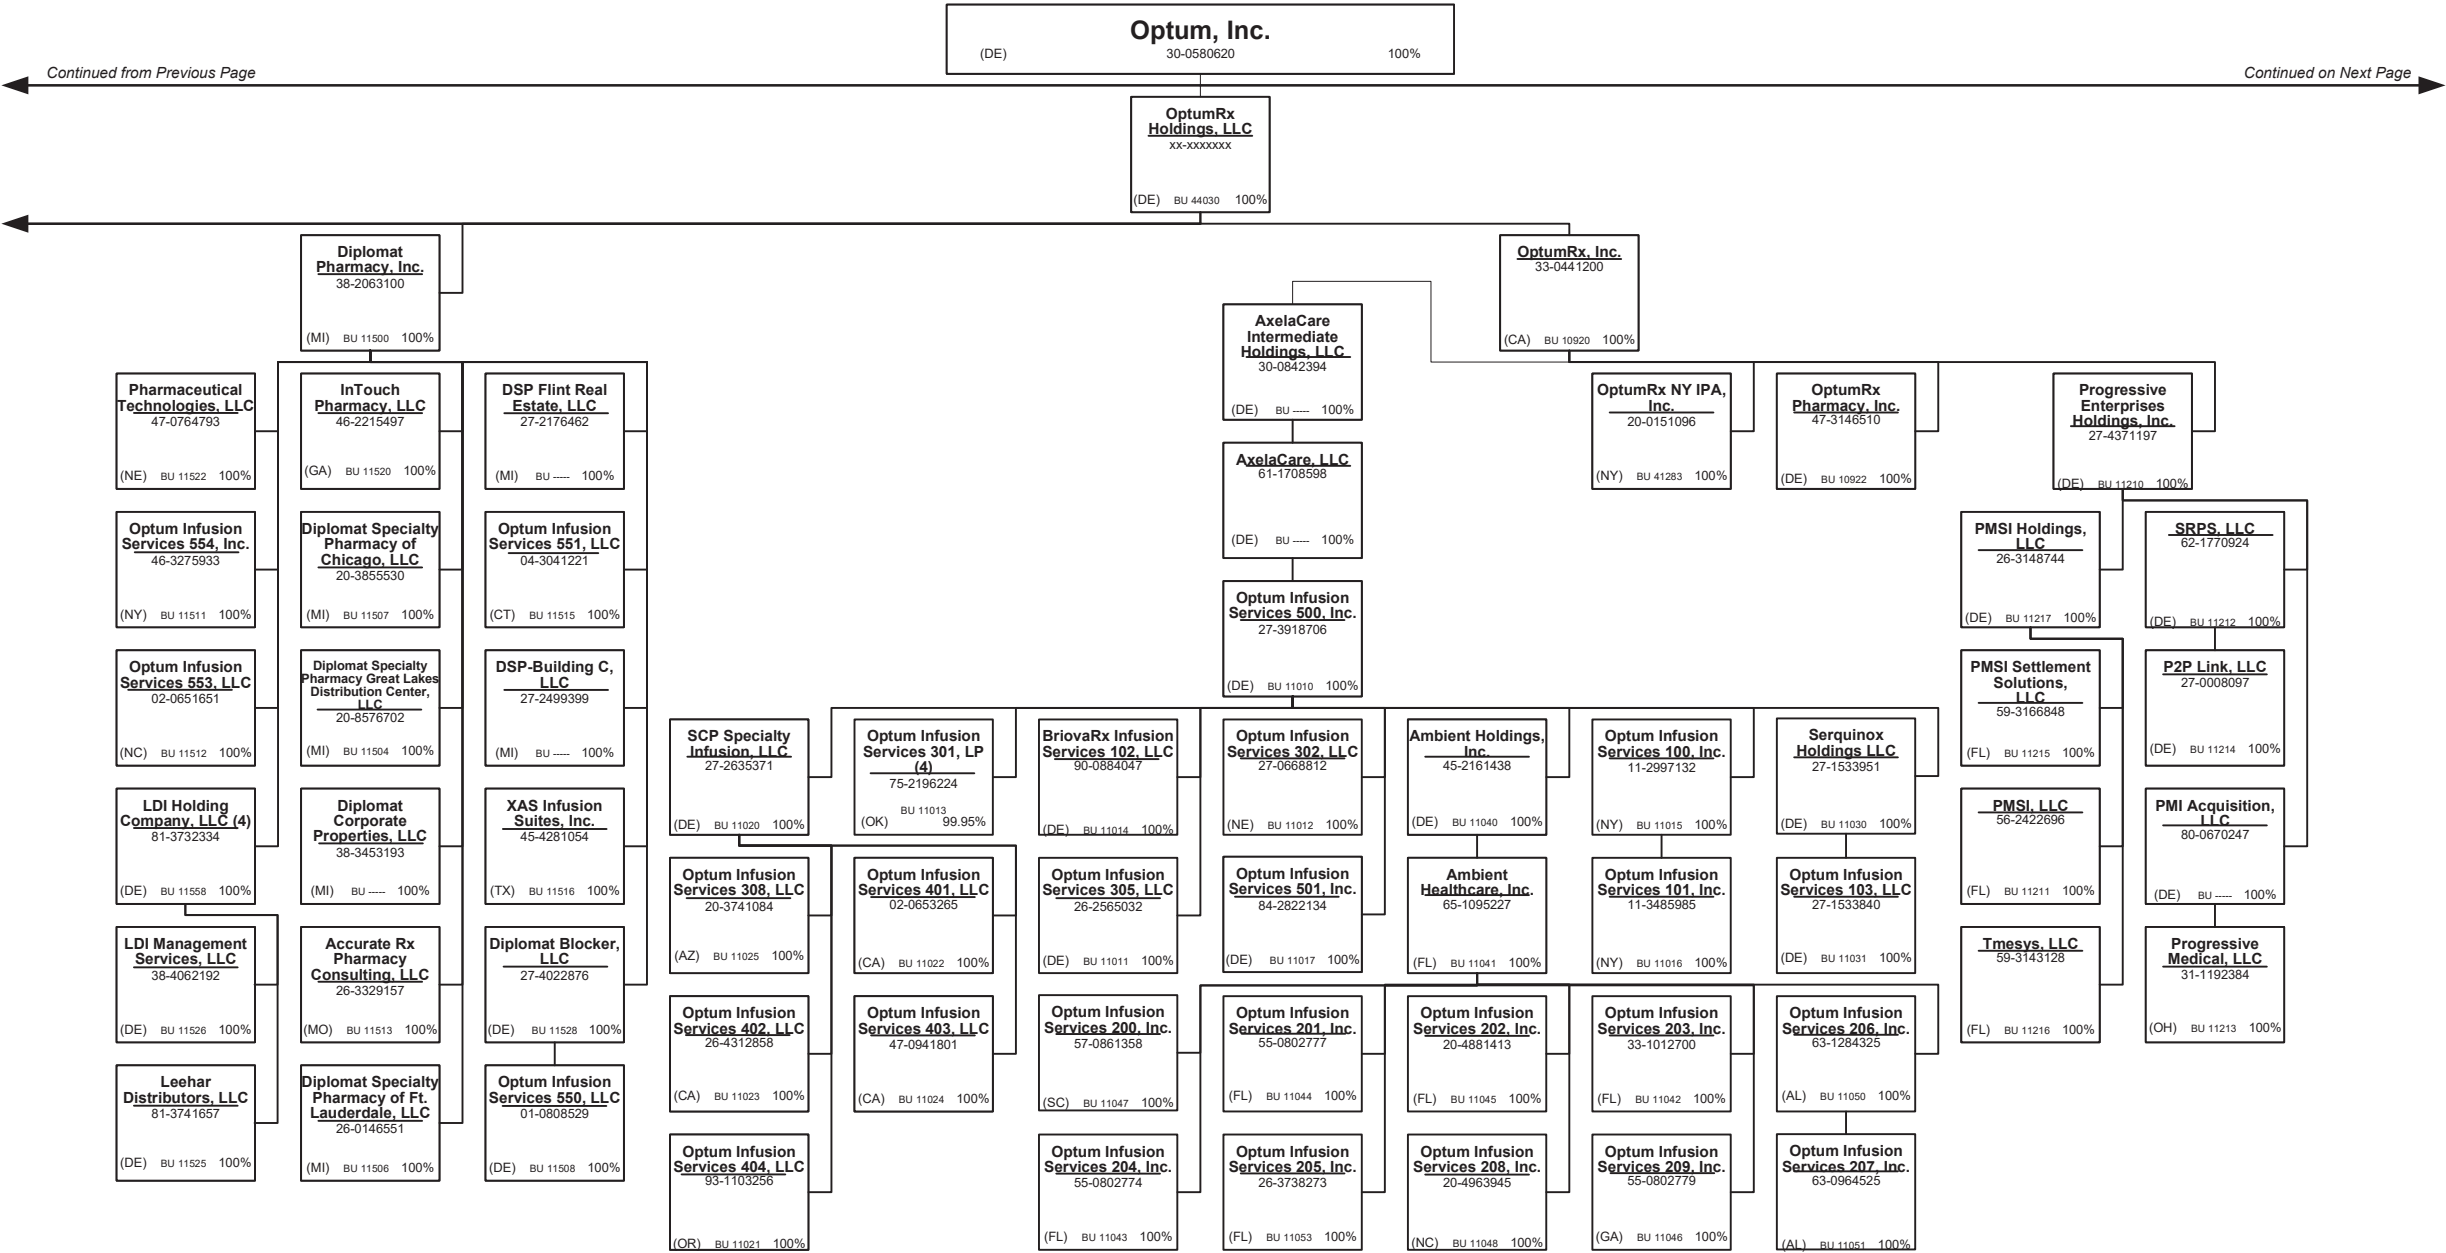 Optum, Inc.
(DE) 30-0580620 100%
Continued from Previous Page
Continued on Next Page
OptumRx
Holdings, LLC
xx-xxxxxxx
(DE) BU 44030 100%
Diplomat
Pharmacy, Inc.
38-2063100
(MI) BU 11500 100%
OptumRx, Inc.
33-0441200
(CA) BU 10920 100%
AxelaCare
Intermediate
Holdings, LLC
30-0842394
(DE) BU ----- 100%
Pharmaceutical
Technologies, LLC
47-0764793
(NE) BU 11522 100%
InTouch
Pharmacy, LLC
46-2215497
(GA) BU 11520 100%
DSP Flint Real
Estate, LLC
27-2176462
(MI) BU ----- 100%
OptumRx NY IPA,
Inc.
20-0151096
(NY) BU 41283 100%
OptumRx
Pharmacy, Inc.
47-3146510
(DE) BU 10922 100%
Progressive
Enterprises
Holdings, Inc.
27-4371197
(DE) BU 11210 100%
AxelaCare, LLC
61-1708598
(DE) BU ----- 100%
Optum Infusion
Services 554, Inc.
46-3275933
(NY) BU 11511 100%
Diplomat Specialty
Pharmacy of
Chicago, LLC
20-3855530
(MI) BU 11507 100%
Optum Infusion
Services 551, LLC
04-3041221
(CT) BU 11515 100%
PMSI Holdings,
LLC
26-3148744
(DE) BU 11217 100%
SRPS, LLC
62-1770924
(DE) BU 11212 100%
Optum Infusion
Services 500, Inc.
27-3918706
(DE) BU 11010 100%
Optum Infusion
Services 553, LLC
02-0651651
(NC) BU 11512 100%
Diplomat Specialty
Pharmacy Great Lakes
Distribution Center,
LLC
20-8576702
(MI) BU 11504 100%
DSP-Building C,
LLC
27-2499399
(MI) BU ----- 100%
PMSI Settlement
Solutions,
LLC
59-3166848
(FL) BU 11215 100%
P2P Link, LLC
27-0008097
(DE) BU 11214 100%
SCP Specialty
Infusion, LLC
27-2635371
(DE) BU 11020 100%
Optum Infusion
Services 301, LP
(4)
75-2196224
BU 11013
(OK) 99.95%
BriovaRx Infusion
Services 102, LLC
90-0884047
(DE) BU 11014 100%
Optum Infusion
Services 302, LLC
27-0668812
(NE) BU 11012 100%
Ambient Holdings,
Inc.
45-2161438
(DE) BU 11040 100%
Optum Infusion
Services 100, Inc.
11-2997132
(NY) BU 11015 100%
Serquinox
Holdings LLC
27-1533951
(DE) BU 11030 100%
LDI Holding
Company, LLC (4)
81-3732334
(DE) BU 11558 100%
Diplomat
Corporate
Properties, LLC
38-3453193
(MI) BU ----- 100%
XAS Infusion
Suites, Inc.
45-4281054
(TX) BU 11516 100%
PMSI, LLC
56-2422696
(FL) BU 11211 100%
PMI Acquisition,
LLC
80-0670247
(DE) BU ----- 100%
Optum Infusion
Services 308, LLC
20-3741084
(AZ) BU 11025 100%
Optum Infusion
Services 401, LLC
02-0653265
(CA) BU 11022 100%
Optum Infusion
Services 305, LLC
26-2565032
(DE) BU 11011 100%
Optum Infusion
Services 501, Inc.
84-2822134
(DE) BU 11017 100%
Ambient
Healthcare, Inc.
65-1095227
(FL) BU 11041 100%
Optum Infusion
Services 101, Inc.
11-3485985
(NY) BU 11016 100%
Optum Infusion
Services 103, LLC
27-1533840
(DE) BU 11031 100%
LDI Management
Services, LLC
38-4062192
(DE) BU 11526 100%
Accurate Rx
Pharmacy
Consulting, LLC
26-3329157
(MO) BU 11513 100%
Diplomat Blocker,
LLC
27-4022876
(DE) BU 11528 100%
Tmesys, LLC
59-3143128
(FL) BU 11216 100%
Progressive
Medical, LLC
31-1192384
(OH) BU 11213 100%
Optum Infusion
Services 402, LLC
26-4312858
(CA) BU 11023 100%
Optum Infusion
Services 403, LLC
47-0941801
(CA) BU 11024 100%
Optum Infusion
Services 200, Inc.
57-0861358
(SC) BU 11047 100%
Optum Infusion
Services 201, Inc.
55-0802777
(FL) BU 11044 100%
Optum Infusion
Services 202, Inc.
20-4881413
(FL) BU 11045 100%
Optum Infusion
Services 203, Inc.
33-1012700
(FL) BU 11042 100%
Optum Infusion
Services 206, Inc.
63-1284325
(AL) BU 11050 100%
Leehar
Distributors, LLC
81-3741657
(DE) BU 11525 100%
Diplomat Specialty
Pharmacy of Ft.
Lauderdale, LLC
26-0146551
(MI) BU 11506 100%
Optum Infusion
Services 550, LLC
01-0808529
(DE) BU 11508 100%
Optum Infusion
Services 404, LLC
93-1103256
(OR) BU 11021 100%
Optum Infusion
Services 204, Inc.
55-0802774
(FL) BU 11043 100%
Optum Infusion
Services 205, Inc.
26-3738273
(FL) BU 11053 100%
Optum Infusion
Services 208, Inc.
20-4963945
(NC) BU 11048 100%
Optum Infusion
Services 209, Inc.
55-0802779
(GA) BU 11046 100%
Optum Infusion
Services 207, Inc.
63-0964525
(AL) BU 11051 100%